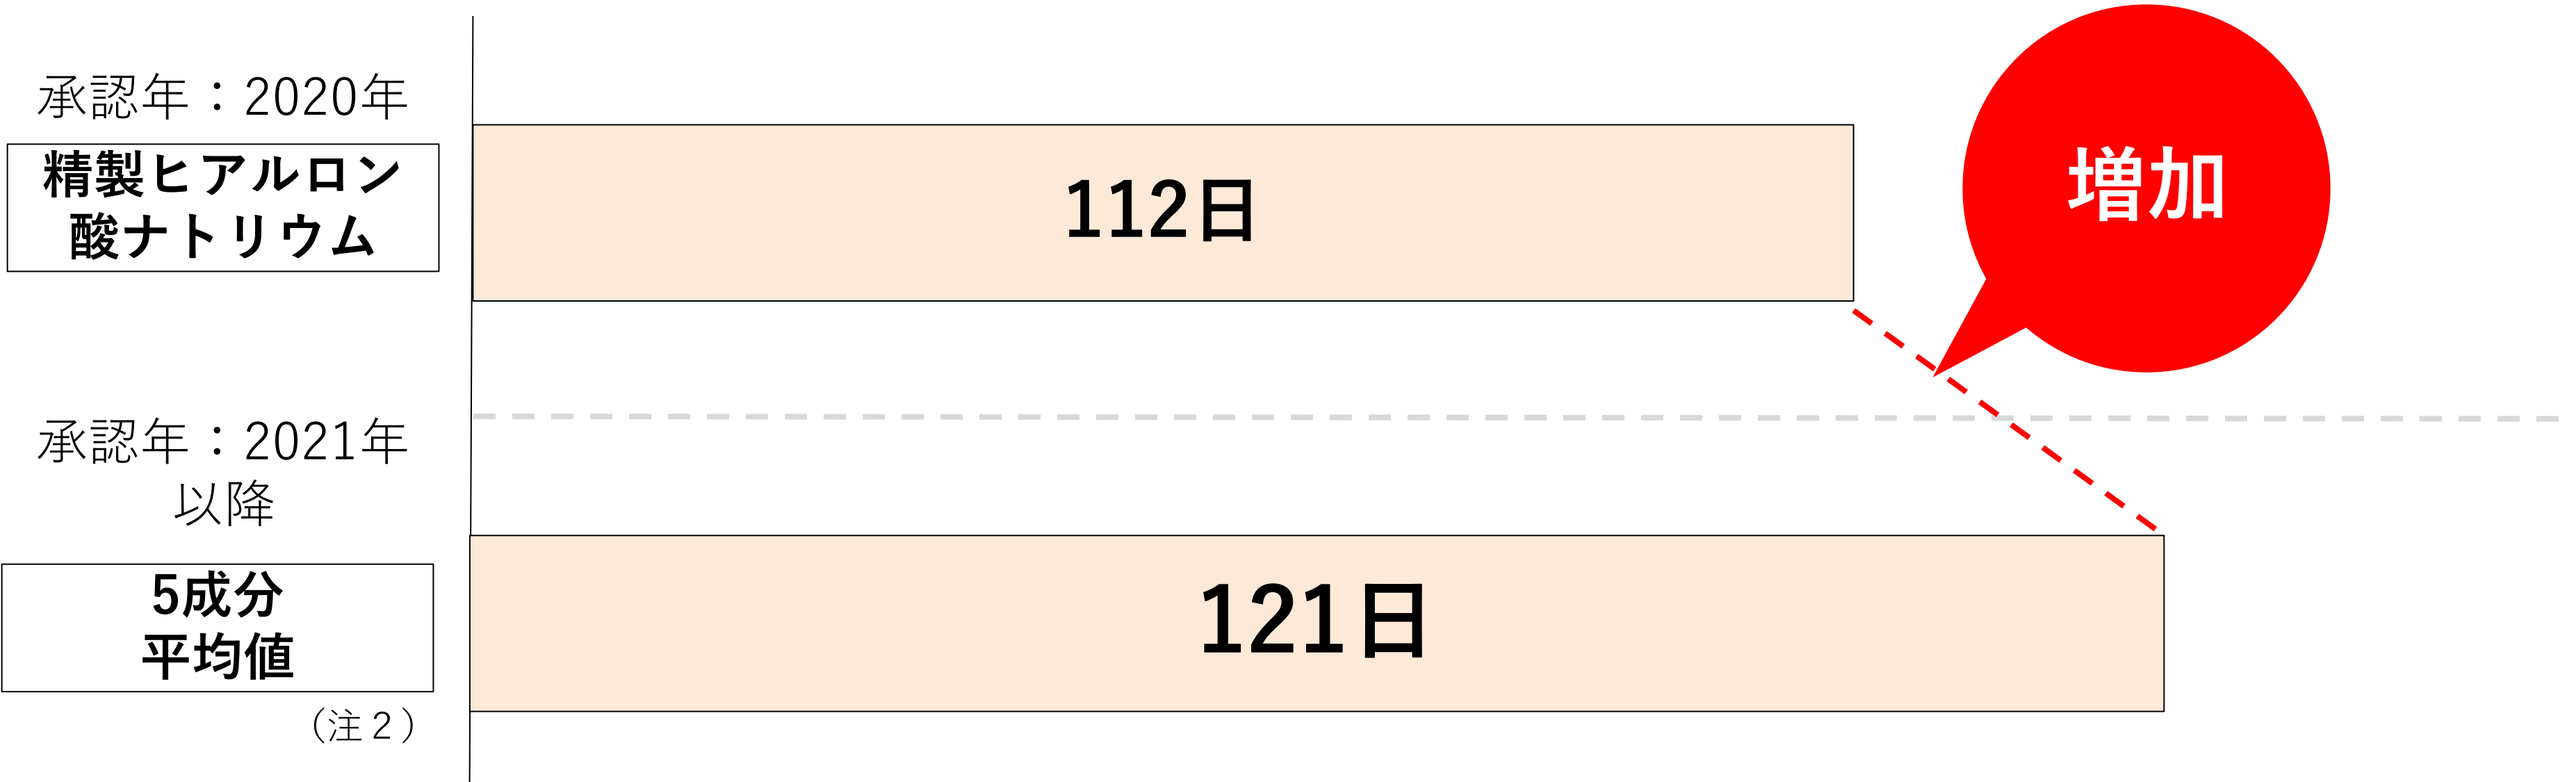 承認年：2020年
精製ヒアルロン
酸ナトリウム
112日
増加
承認年：2021年
以降
5成分
平均値
（注２）
121日